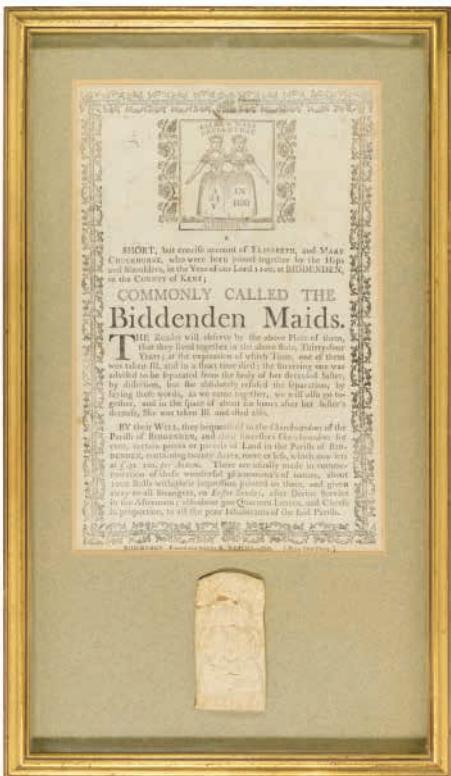 A
SHORT, but concise account of ELISABETH, and MARY
CHULKHURST, who were born joined together by the Hips
and Shoulders, in the Year of our Lord 1100, at BIDDENDEN,
in the COUNTY of KENT;
COMMONLY CALLED THE
Biddenden Maids.
THE Reader will observe by the above Plate of them,
that they lived together in the above State, Thirty-four
Years; at the expiration of which Time, one of them
was taken Ill, and in a short time died; the surviving one was
advised to be separated from the body of her deceased Sister,
by dissection, but she absolutely refused the separation, by
saying these words, as we came together, we will also go to-
gether, and in the space of about six hours after her Sister's
decease, She was taken Ill and died also.
BY their WILL, they bequeathed to the Churchwardens of the
Parish of BIDDENDEN, and their Successors Churchwardens for
ever, certain pieces or parcels of Land in the Parish of BID-
DENDEN, containing twenty Acres, more or less, which now lets
at per Annum. There are usually made in comme-
moration of these wonderful phænomena's of nature, about
1000 Rolls with their impression printed on them, and given
away to all Strangers, on Easter Sunday, after Divine Service
in the Afternoon; also about 500 Quartern Loaves, and Cheese
in proportion, to all the poor Inhabitants of the said Parish.